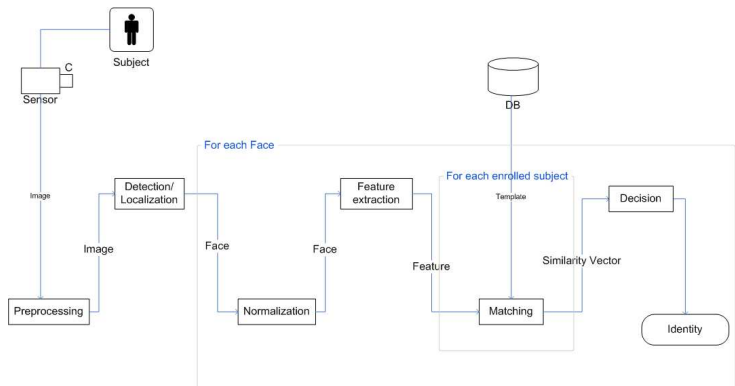 Subject
C
Sensor
DB
For each Face
For each enrolled subject
Detection/
Localization
Feature
extraction
Decision
Image
Template
Image
Face
Face
Feature
Similarity Vector
Preprocessing
Normalization
Matching
Identity